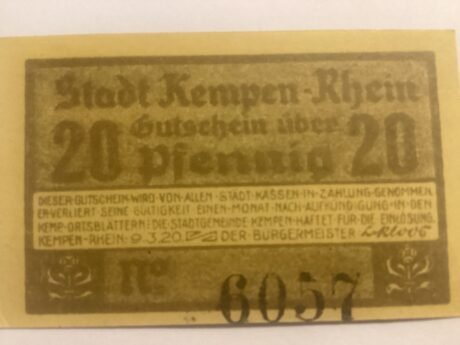 Stadt Kempen-Rhein
20 Gutschein über 20
Pfennig
DIESER GUTSCHEIN WIRD VON ALLEN STADT KASSEN IN ZAHLUNG GENOMMEN.
ER VERLIERT SEINE GÜLTIGKEIT EINEN MONAT NACH AUFKÜNDIGUNG IN DEN
KEMP. ORTSBLÄTTERN. DIE STADTGEMEINDE KEMPEN HAFTET FÜR DIE EINLÖSUNG.
KEMPEN-RHEIN: 9.3.20 DER BÜRGERMEISTER
No 6057